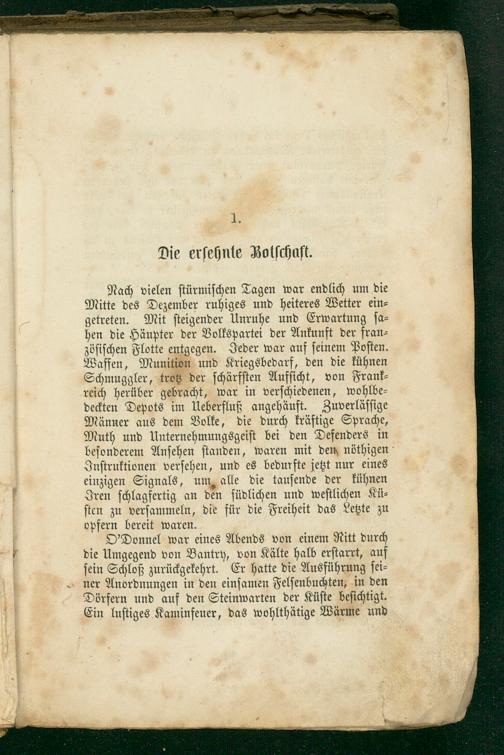 1.
Die ersehnte Botschaft.
Nach vielen stürmischen Tagen war endlich um die
Mitte des Dezember ruhiges und heiteres Wetter ein-
getreten. Mit steigender Unruhe und Erwartung sa-
hen die Häupter der Volkspartei der Ankunft der fran-
zösischen Flotte entgegen. Jeder war auf seinem Posten.
Waffen, Munition und Kriegsbedarf, den die kühnen
Schmuggler, trotz der schärfsten Aufsicht, von Frank-
reich herüber gebracht, war in verschiedenen, wohlbe-
deckten Depots im Ueberfluß angehäuft. Zuverlässige
Männer aus dem Volke, die durch kräftige Sprache,
Muth und Unternehmungsgeist bei den Defenders in
besonderem Ansehen standen, waren mit den nöthigen
Instruktionen versehen, und es bedurfte jetzt nur eines
einzigen Signals, um alle die tausende der kühnen
Iren schlagfertig an den südlichen und westlichen Kü-
sten zu versammeln, die für die Freiheit das Letzte zu
opfern bereit waren.
O'Donnel war eines Abends von einem Ritt durch
die Umgegend von Bantry, von Kälte halb erstarrt, auf
sein Schloß zurückgekehrt. Er hatte die Ausführung sei-
ner Anordnungen in den einsamen Felsenbuchten, in den
Dörfern und auf den Steinwarten der Küste besichtigt.
Ein lustiges Kaminfeuer, das wohlthätige Wärme und